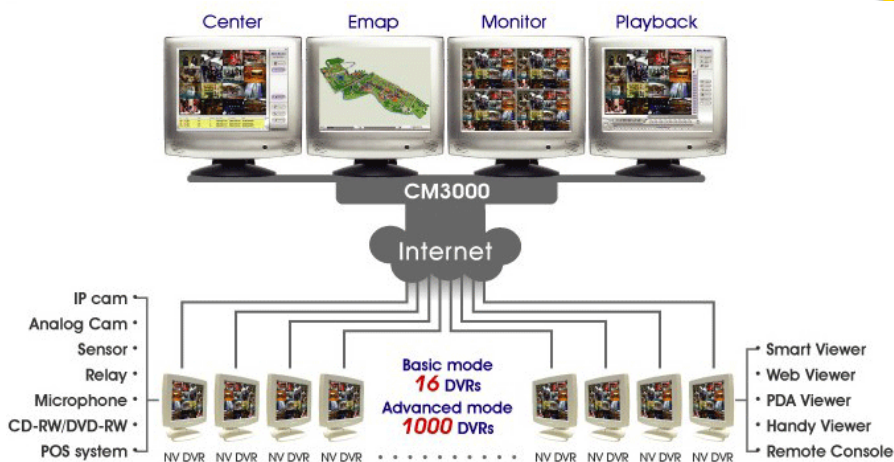 Center
Emap
Monitor
Playback
CM3000
Internet
IP cam
Analog Cam
Sensor
Relay
Microphone
CD-RW/DVD-RW
POS system
Basic mode
16 DVRs
Advanced mode
1000 DVRs
Smart Viewer
Web Viewer
PDA Viewer
Handy Viewer
Remote Console
NV DVR NV DVR NV DVR NV DVR . . . . . . . . . . NV DVR NV DVR NV DVR NV DVR